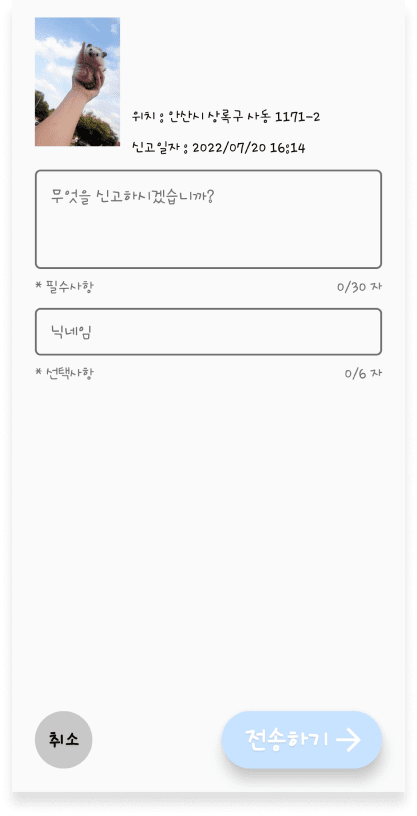 위치 : 안산시 상록구 사동 1171-2
신고일자 : 2022/07/20 16:14
무엇을 신고하시겠습니까?
* 필수사항 0/30 자
닉네임
* 선택사항 0/6 자
취소 전송하기